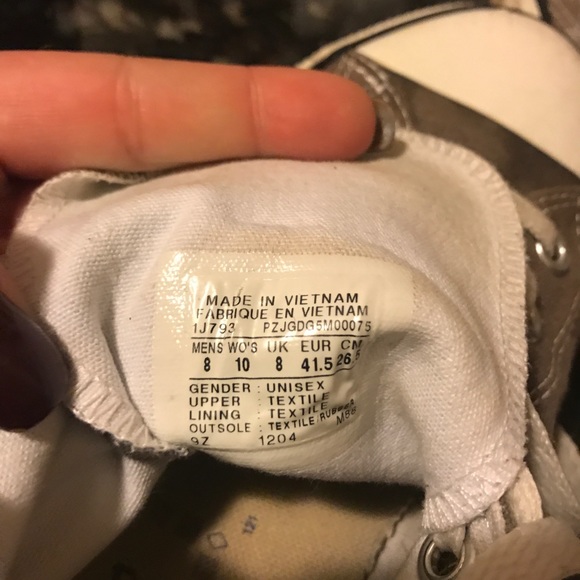 MADE IN VIETNAM
FABRIQUE EN VIETNAM
1J793 PZJGDG5M00075
MENS WO'S UK EUR CM
8 10 8 41.5 26.5
GENDER : UNISEX
UPPER : TEXTILE
LINING : TEXTILE
OUTSOLE : TEXTILE/RUBBER
9Z 1204